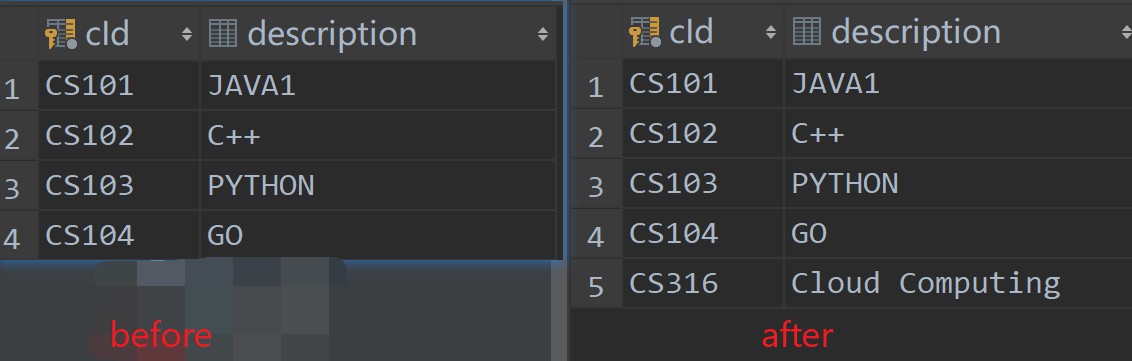 cId description
1 CS101 JAVA1
2 CS102 C++
3 CS103 PYTHON
4 CS104 GO
before
cId description
1 CS101 JAVA1
2 CS102 C++
3 CS103 PYTHON
4 CS104 GO
5 CS316 Cloud Computing
after